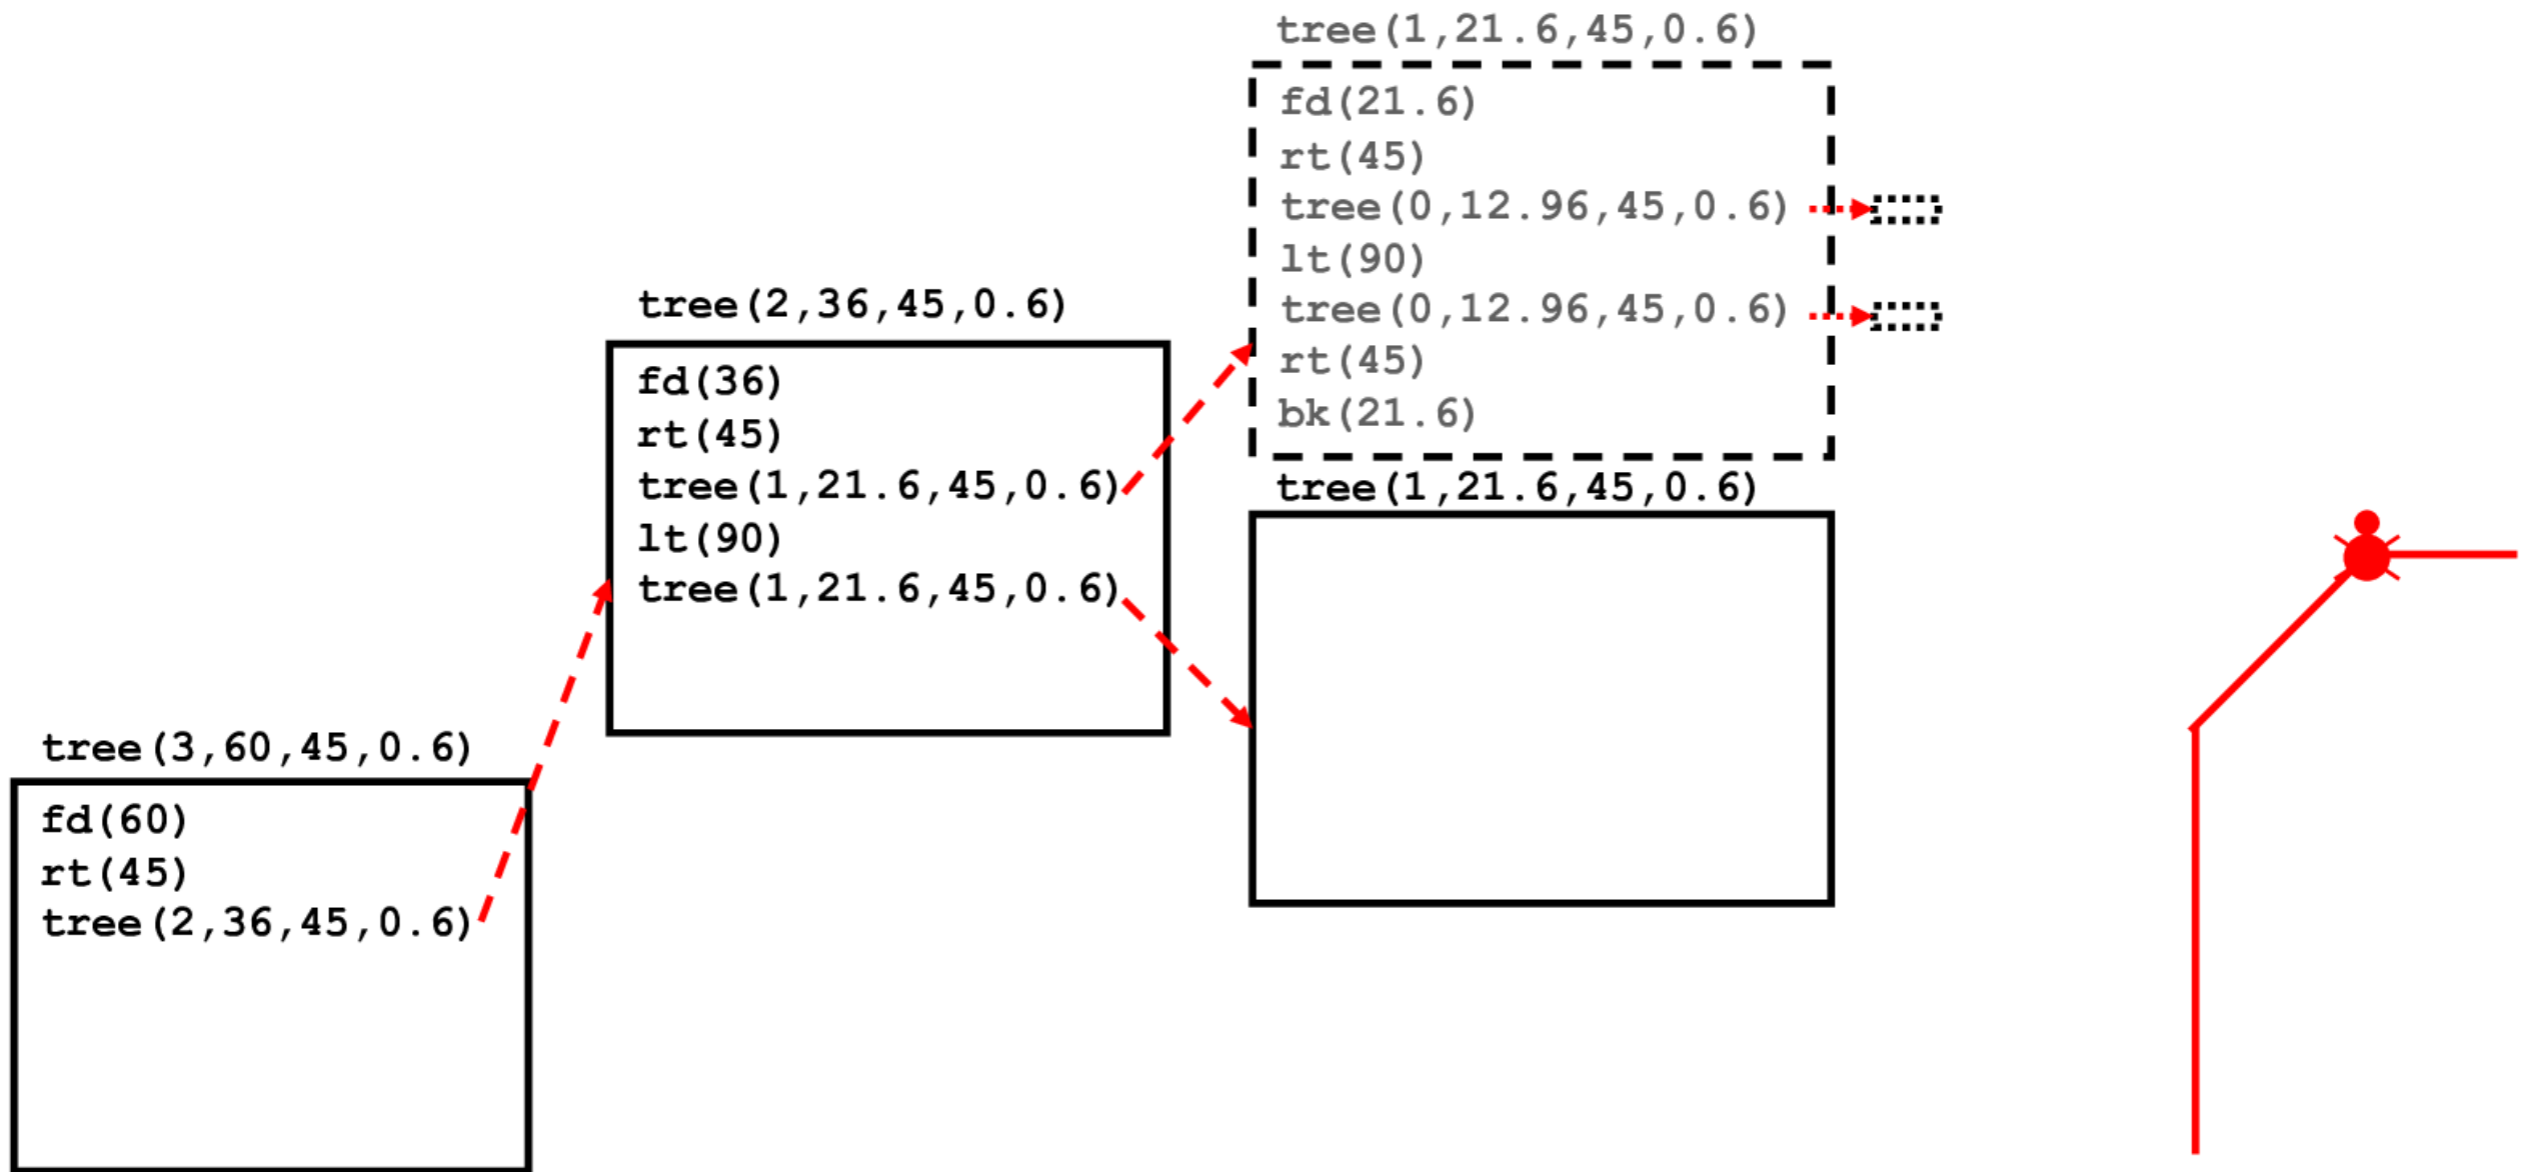 tree(1,21.6,45,0.6)
fd(21.6)
rt(45)
tree(0,12.96,45,0.6)
lt(90)
tree(0,12.96,45,0.6)
rt(45)
bk(21.6)
tree(2,36,45,0.6)
fd(36)
rt(45)
tree(1,21.6,45,0.6)
lt(90)
tree(1,21.6,45,0.6)
tree(1,21.6,45,0.6)
tree(3,60,45,0.6)
fd(60)
rt(45)
tree(2,36,45,0.6)